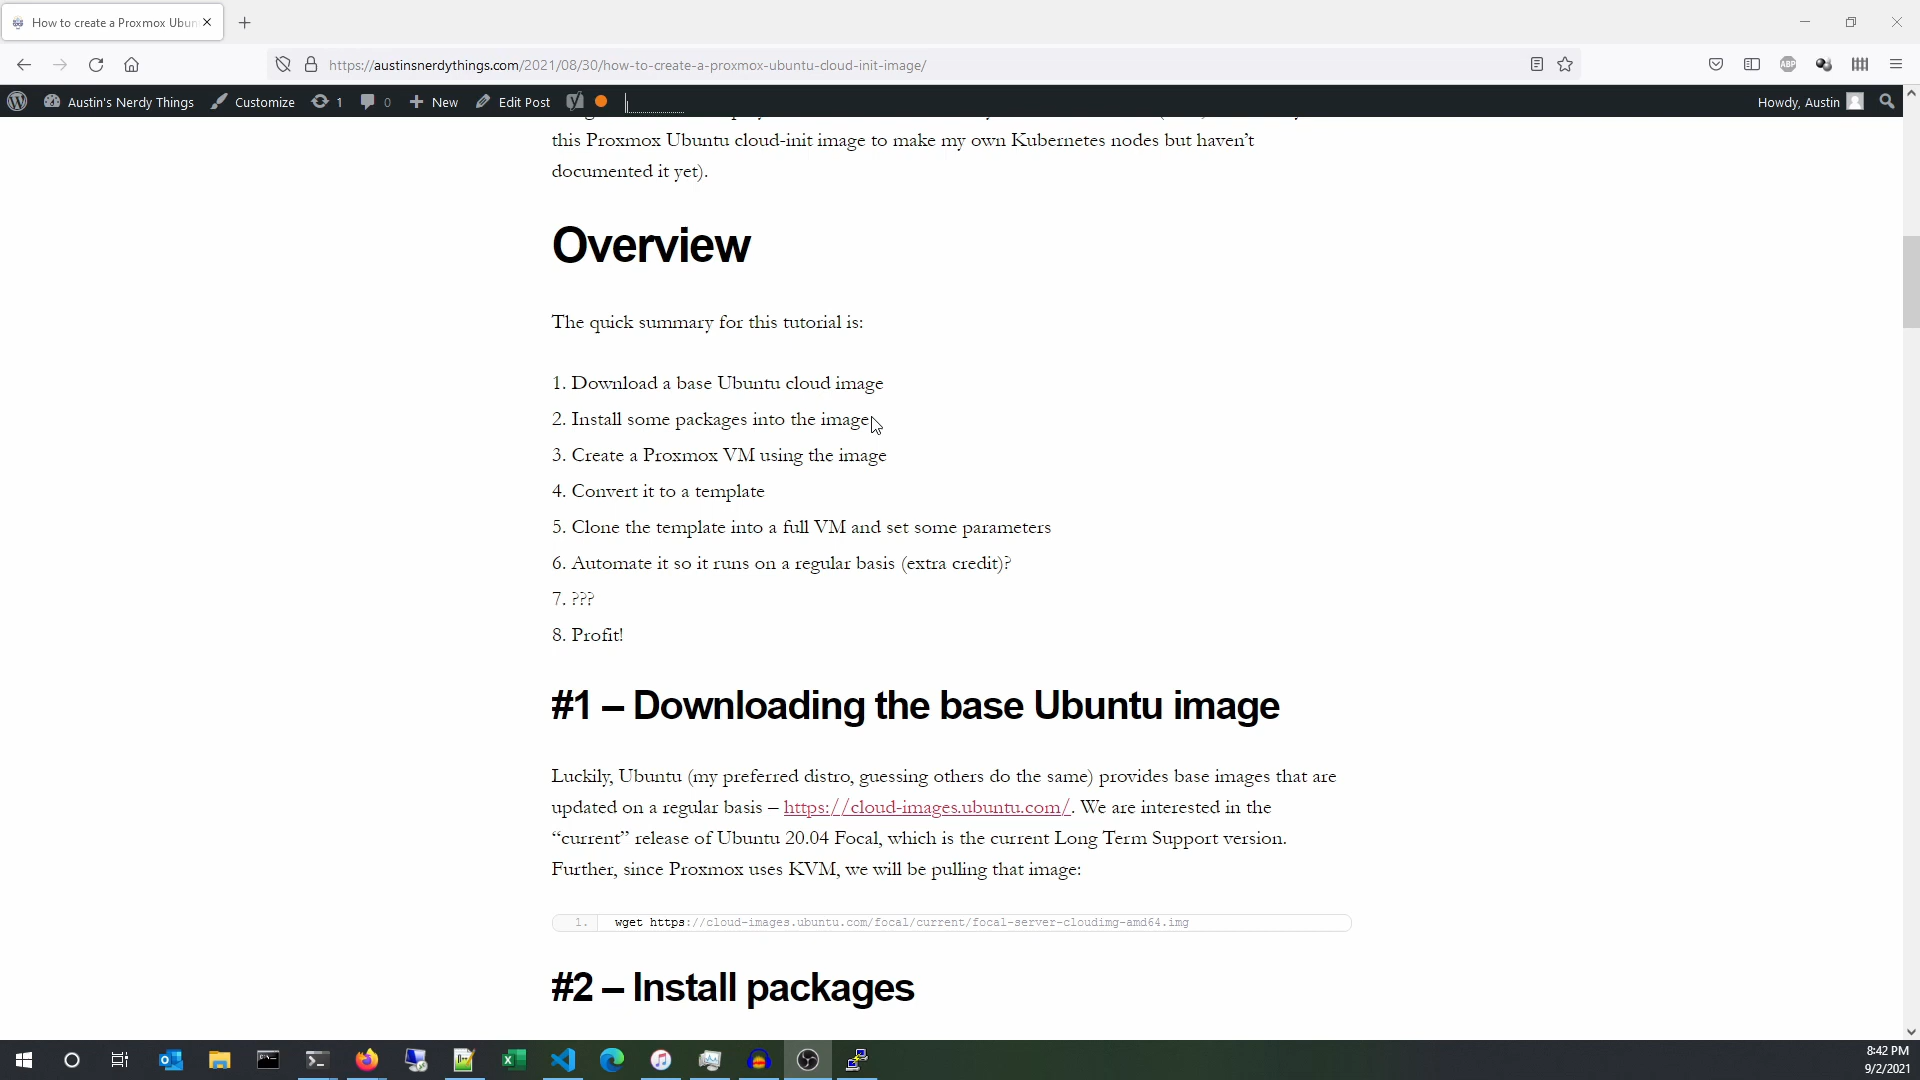 How to create a Proxmox Ubun
https://austinsnerdythings.com/2021/08/30/how-to-create-a-proxmox-ubuntu-cloud-init-image/
ABP
Austin's Nerdy Things Customize 1 0 New Edit Post Howdy, Austin
this Proxmox Ubuntu cloud-init image to make my own Kubernetes nodes but haven't
documented it yet).
Overview
The quick summary for this tutorial is:
1. Download a base Ubuntu cloud image
2. Install some packages into the image
3. Create a Proxmox VM using the image
4. Convert it to a template
5. Clone the template into a full VM and set some parameters
6. Automate it so it runs on a regular basis (extra credit)?
7. ???
8. Profit!
#1 – Downloading the base Ubuntu image
Luckily, Ubuntu (my preferred distro, guessing others do the same) provides base images that are
updated on a regular basis – https://cloud-images.ubuntu.com/. We are interested in the
“current” release of Ubuntu 20.04 Focal, which is the current Long Term Support version.
Further, since Proxmox uses KVM, we will be pulling that image:
1. wget https://cloud-images.ubuntu.com/focal/current/focal-server-cloudimg-amd64.img
#2 – Install packages
8:42 PM
9/2/2021